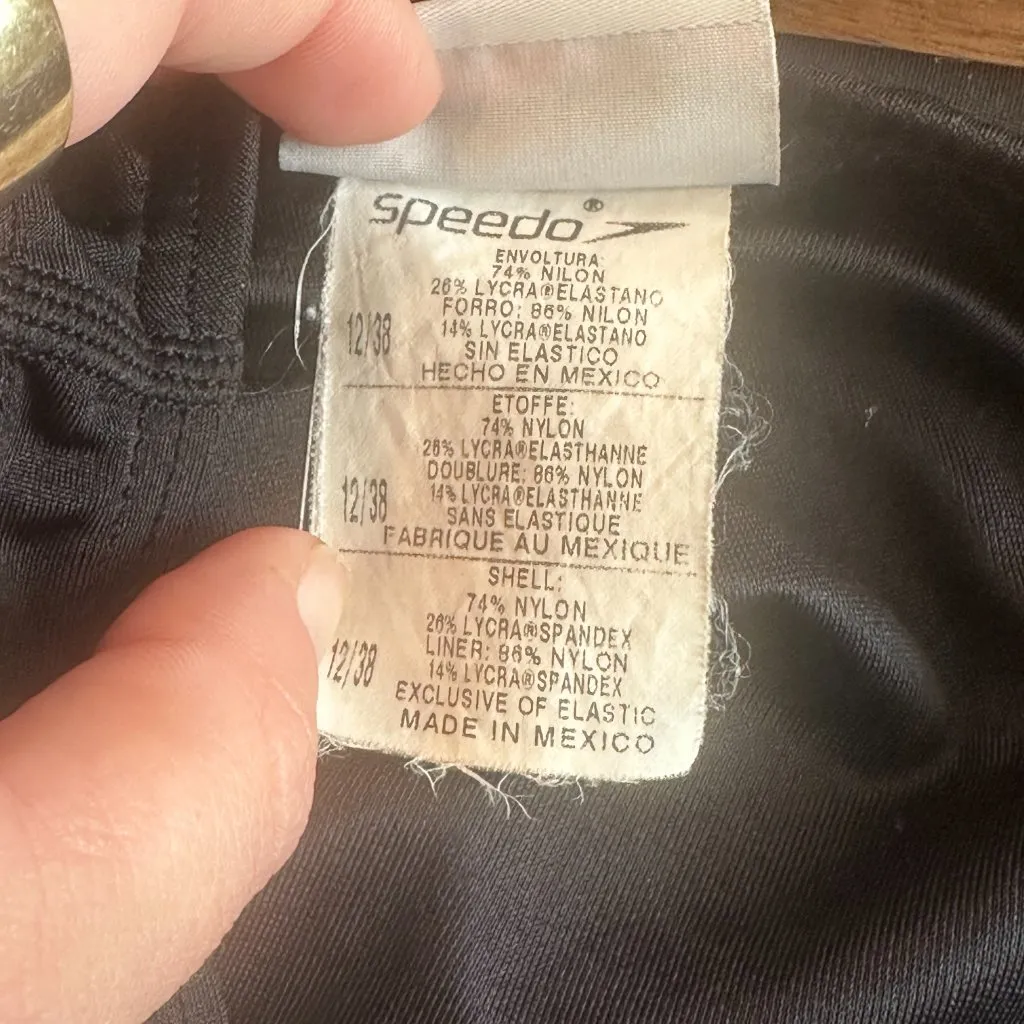 speedo®
ENVOLTURA:
74% NILON
26% LYCRA®ELASTANO
FORRO: 86% NILON
14% LYCRA®ELASTANO
SIN ELASTICO
HECHO EN MEXICO
12/38
ETOFFE:
74% NYLON
26% LYCRA®ELASTHANNE
DOUBLURE: 86% NYLON
14% LYCRA®ELASTHANNE
SANS ELASTIQUE
FABRIQUE AU MEXIQUE
12/38
SHELL:
74% NYLON
26% LYCRA®SPANDEX
LINER: 86% NYLON
14% LYCRA®SPANDEX
EXCLUSIVE OF ELASTIC
MADE IN MEXICO
12/38